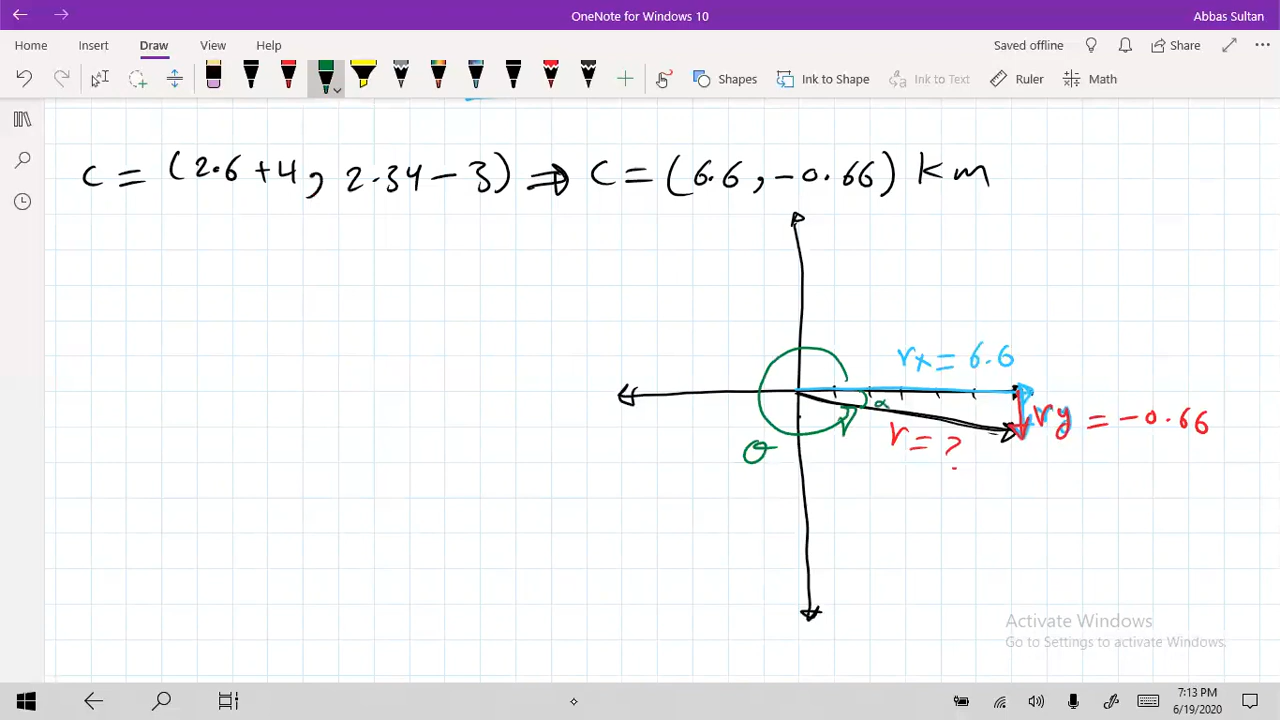 OneNote for Windows 10
Abbas Sultan
Home Insert Draw View Help
Saved offline Share
Shapes Ink to Shape Ink to Text Ruler Math
C = (2.6 + 4, 2.34 - 3) ⇒ C = (6.6, -0.66) km
rx = 6.6
α
ry = -0.66
r = ?
θ
Activate Windows
Go to Settings to activate Windows.
7:13 PM
6/19/2020